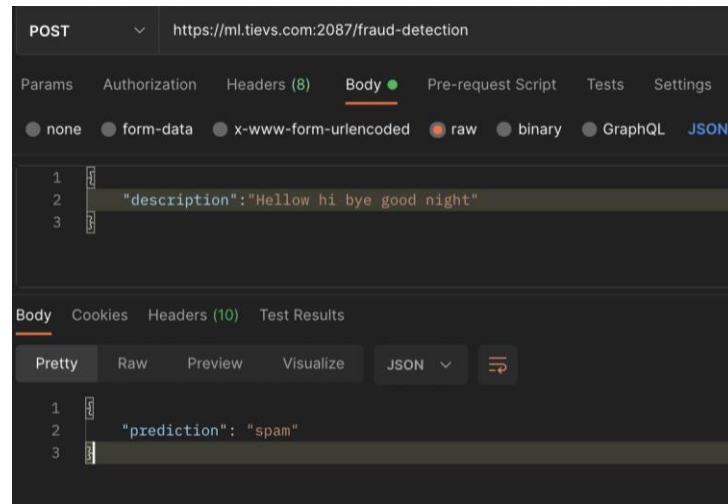 POST https://ml.tievs.com:2087/fraud-detection
Params Authorization Headers (8) Body Pre-request Script Tests Settings
none form-data x-www-form-urlencoded raw binary GraphQL JSON
1 {
2 "description":"Hellow hi bye good night"
3 }
Body Cookies Headers (10) Test Results
Pretty Raw Preview Visualize JSON
1 {
2 "prediction": "spam"
3 }